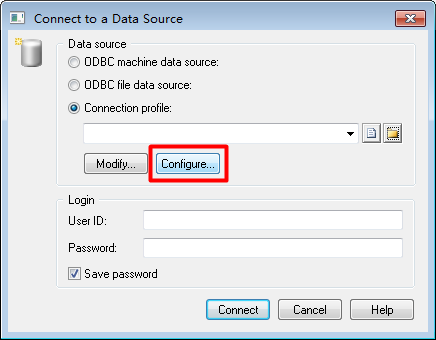 Connect to a Data Source
Data source
ODBC machine data source:
ODBC file data source:
Connection profile:
Modify... Configure...
Login
User ID:
Password:
Save password
Connect Cancel Help